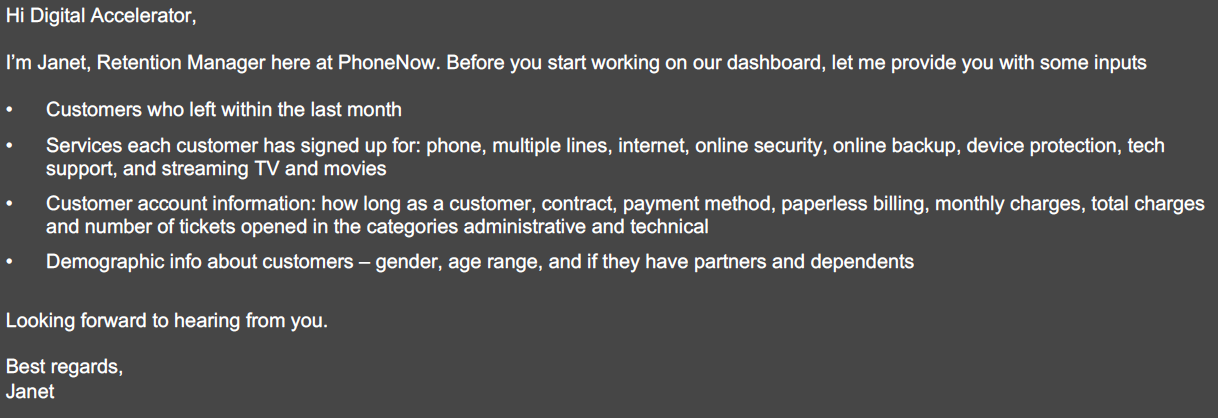 Hi Digital Accelerator,
I'm Janet, Retention Manager here at PhoneNow. Before you start working on our dashboard, let me provide you with some inputs
• Customers who left within the last month
• Services each customer has signed up for: phone, multiple lines, internet, online security, online backup, device protection, tech
support, and streaming TV and movies
• Customer account information: how long as a customer, contract, payment method, paperless billing, monthly charges, total charges
and number of tickets opened in the categories administrative and technical
• Demographic info about customers – gender, age range, and if they have partners and dependents
Looking forward to hearing from you.
Best regards,
Janet